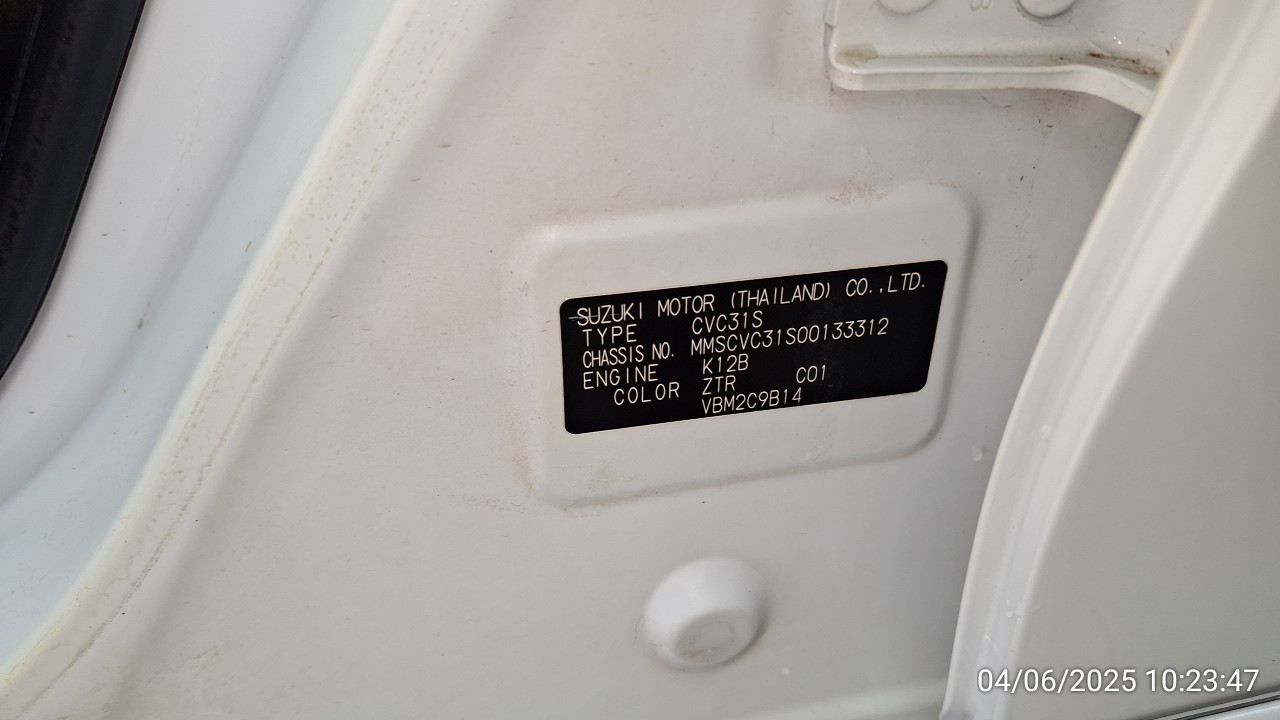 SUZUKI MOTOR (THAILAND) CO.,LTD.
TYPE CVC31S
CHASSIS NO. MMSCVC31S00133312
ENGINE K12B
COLOR ZTR C01
VBM2C9B14
04/06/2025 10:23:47